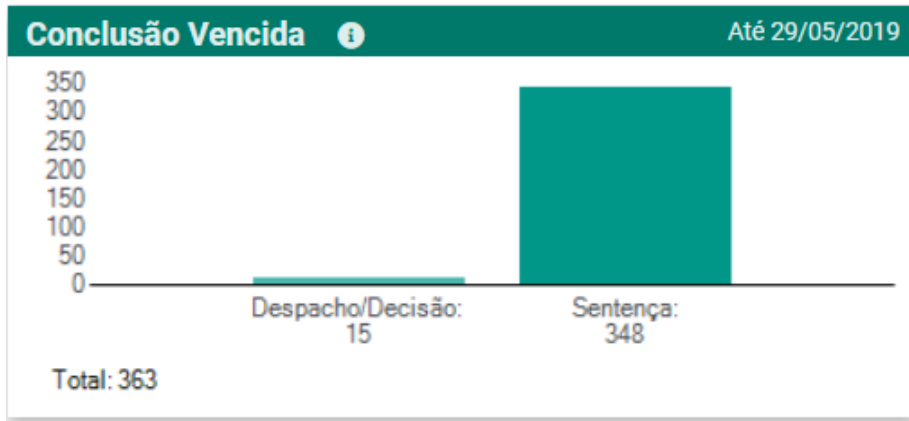 Conclusão Vencida
Até 29/05/2019
350
300
250
200
150
100
50
0
Despacho/Decisão:
15
Sentença:
348
Total: 363